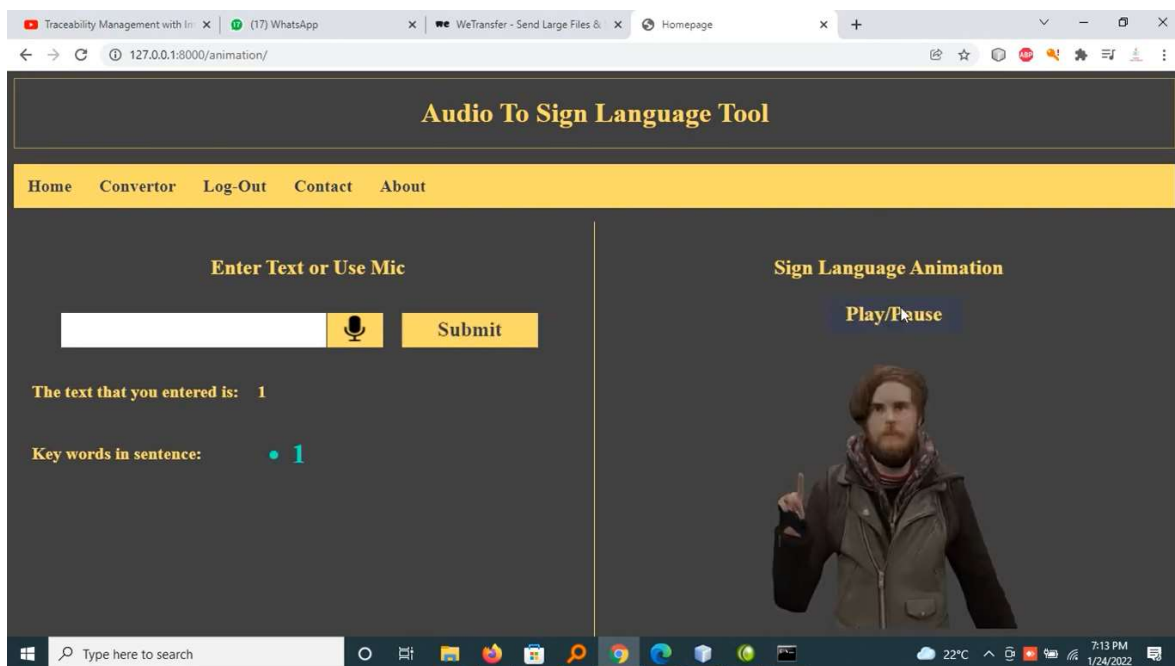 Traceability Management with In
(17) WhatsApp
WeTransfer - Send Large Files &
Homepage
127.0.0.1:8000/animation/
ABP
Audio To Sign Language Tool
Home Convertor Log-Out Contact About
Enter Text or Use Mic
Submit
The text that you entered is: 1
Key words in sentence: • 1
Sign Language Animation
Play/Pause
Type here to search
22°C
7:13 PM
1/24/2022